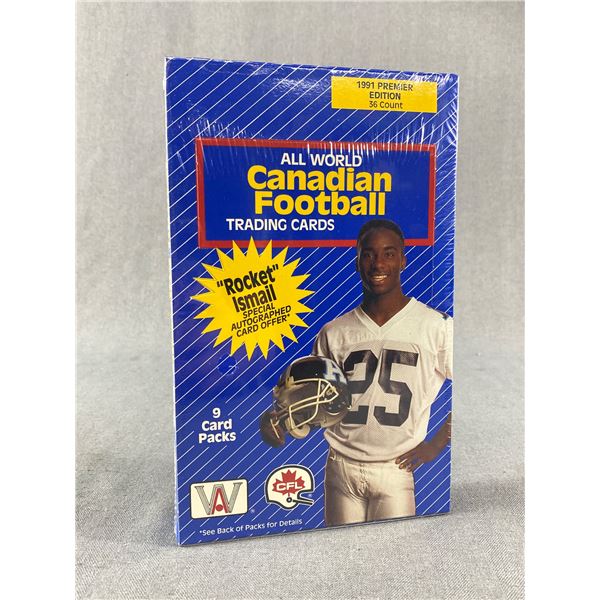 1991 PREMIER
EDITION
36 Count
ALL WORLD
Canadian
Football
TRADING CARDS
"Rocket"
Ismail
SPECIAL
AUTOGRAPHED
CARD OFFER*
25
9
Card
Packs
WA
CFL
*See Back of Packs for Details